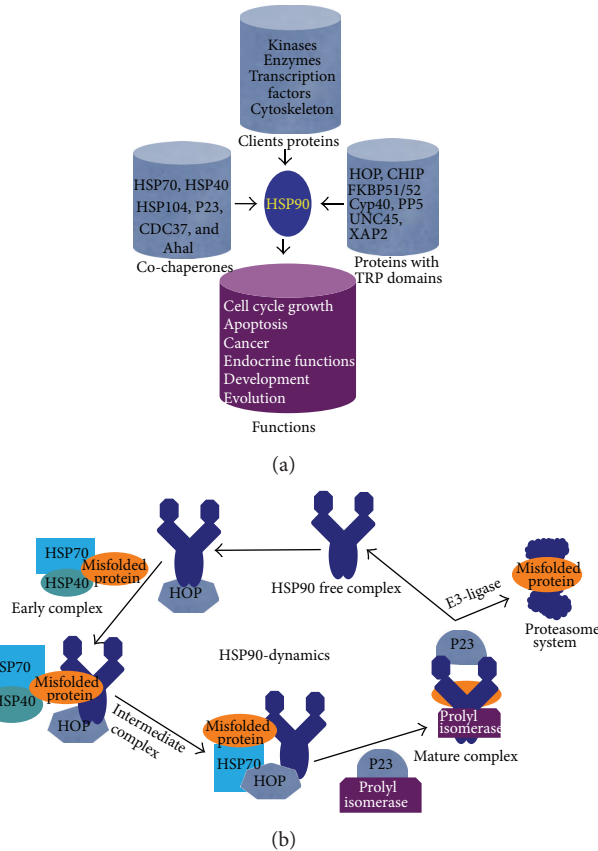 Kinases
Enzymes
Transcription
factors
Cytoskeleton
Clients proteins
HSP70, HSP40
HSP104, P23,
CDC37, and
Ahal
Co-chaperones
HSP90
HOP, CHIP
FKBP51/52
Cyp40, PP5
UNC45,
XAP2
Proteins with
TRP domains
Cell cycle growth
Apoptosis
Cancer
Endocrine functions
Development
Evolution
Functions
(a)
HSP70
Misfolded
protein
HSP40
Early complex
HOP
HSP90 free complex
E3-ligase
Misfolded
protein
Proteasome
system
HSP90-dynamics
SP70
Misfolded
protein
HSP40
HOP
Intermediate
complex
Misfolded
protein
HSP70
HOP
P23
Prolyl
isomerase
P23
Prolyl
isomerase
Mature complex
(b)